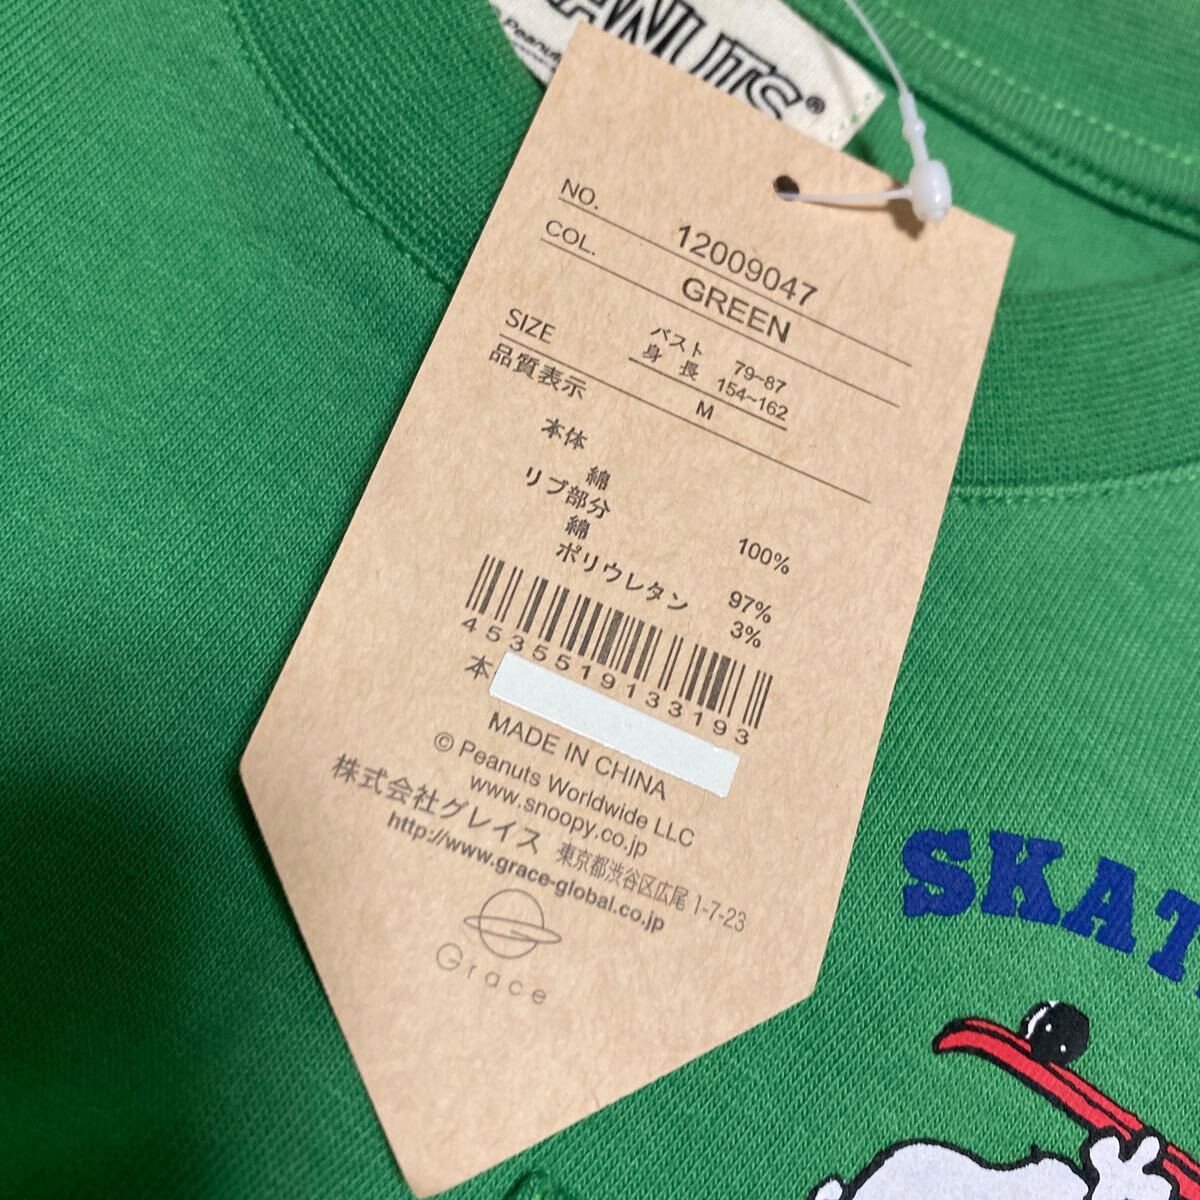 PEANUTS®
NO. 12009047
COL. GREEN
SIZE バスト 79~87
身長 154~162
M
品質表示
本体
綿 100%
リブ部分
綿 97%
ポリウレタン 3%
4535519133193
本
MADE IN CHINA
© Peanuts Worldwide LLC
www.snoopy.co.jp
株式会社グレイス 東京都渋谷区広尾1-7-23
http://www.grace-global.co.jp
Grace
SKAT